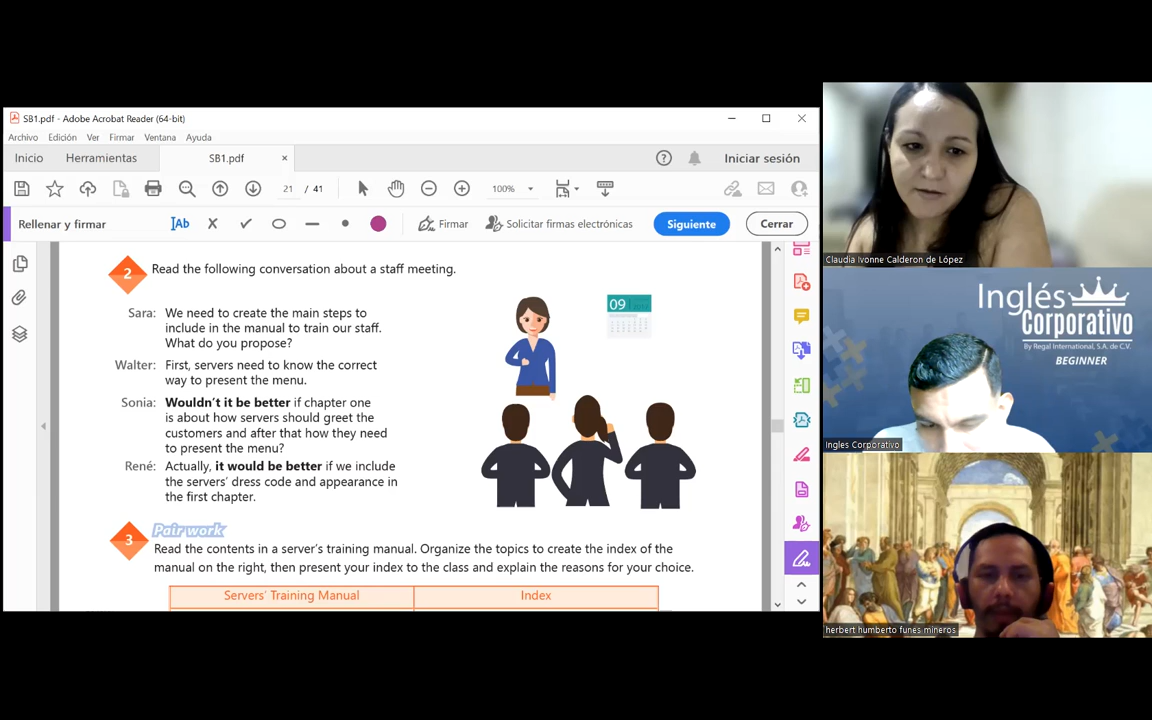 SB1.pdf - Adobe Acrobat Reader (64-bit)
Archivo Edición Ver Firmar Ventana Ayuda
Inicio Herramientas SB1.pdf × Iniciar sesión
21 / 41 100%
Rellenar y firmar Ab Firmar Solicitar firmas electrónicas Siguiente Cerrar
2 Read the following conversation about a staff meeting.
09
Sara: We need to create the main steps to
include in the manual to train our staff.
What do you propose?
Walter: First, servers need to know the correct
way to present the menu.
Sonia: Wouldn't it be better if chapter one
is about how servers should greet the
customers and after that how they need
to present the menu?
René: Actually, it would be better if we include
the servers' dress code and appearance in
the first chapter.
3 Pair work
Read the contents in a server's training manual. Organize the topics to create the index of the
manual on the right, then present your index to the class and explain the reasons for your choice.
Servers' Training Manual Index
Claudia Ivonne Calderon de López
Inglés
Corporativo
By Regal International, S.A. de C.V.
BEGINNER
Ingles Corporativo
herbert humberto funes mineros